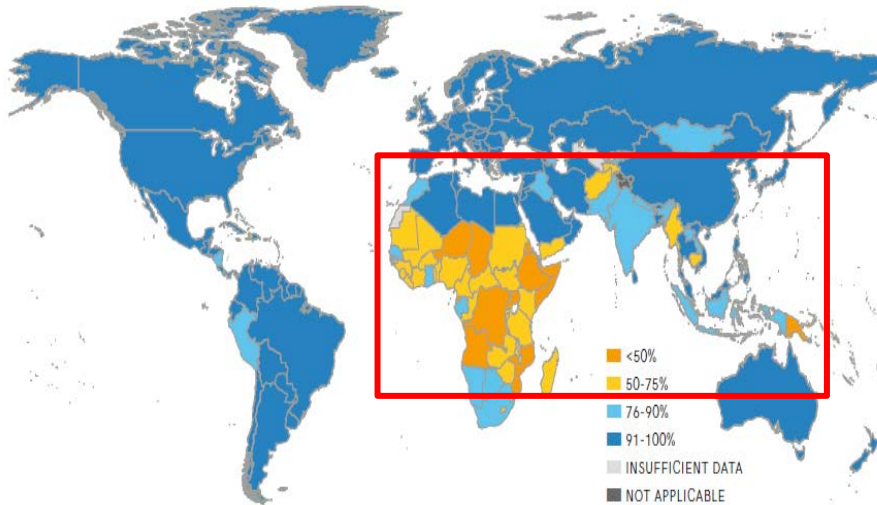 <50%
50-75%
76-90%
91-100%
INSUFFICIENT DATA
NOT APPLICABLE